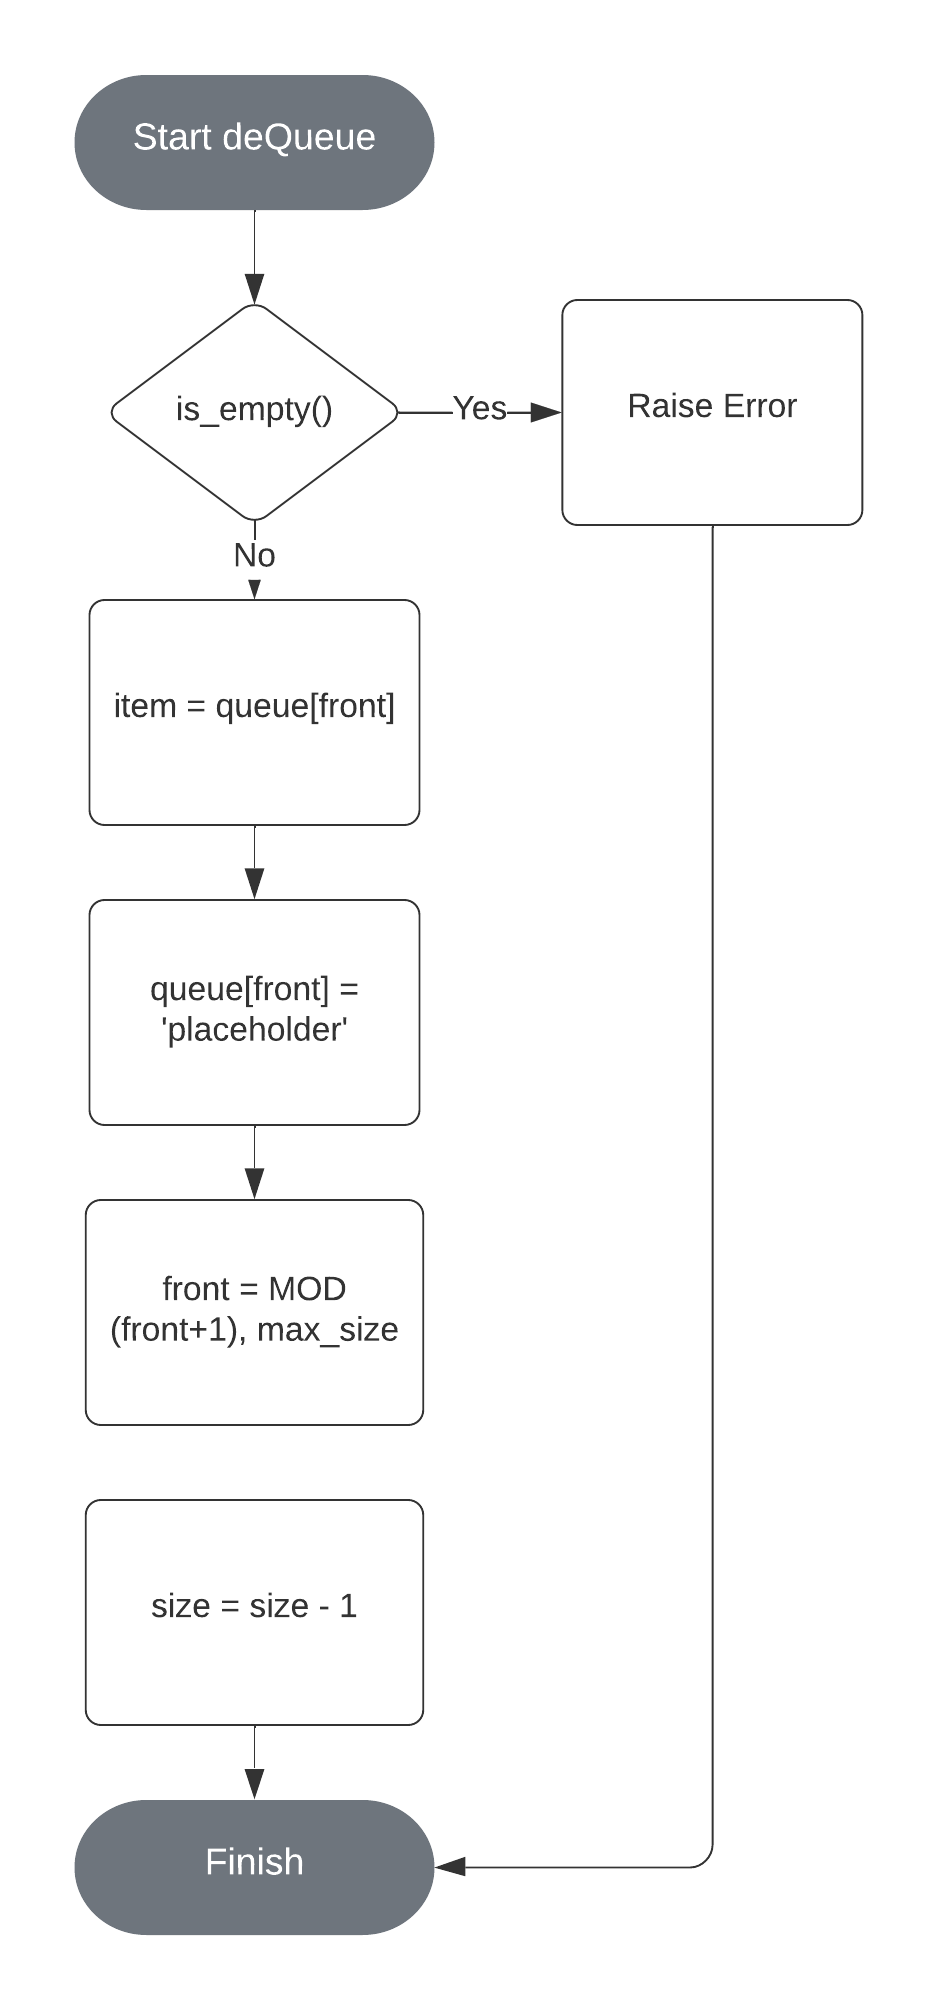 Start deQueue
is_empty()
Yes
Raise Error
No
item = queue[front]
queue[front] =
'placeholder'
front = MOD
(front+1), max_size
size = size - 1
Finish